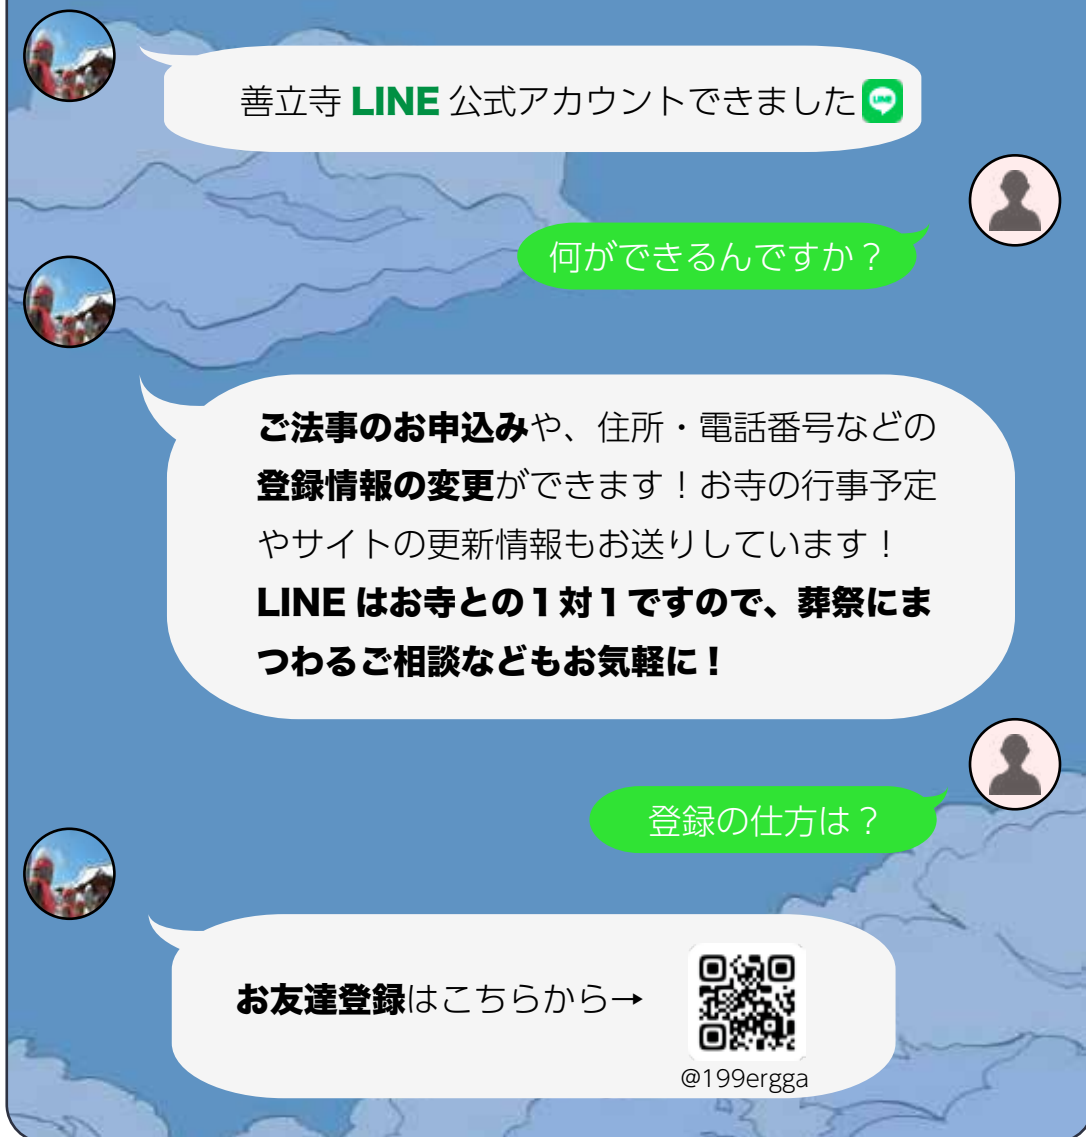 善立寺 LINE 公式アカウントできました
何ができるんですか？
ご法事のお申込みや、住所・電話番号などの
登録情報の変更ができます！お寺の行事予定
やサイトの更新情報もお送りしています！
LINE はお寺との１対１ですので、葬祭にま
つわるご相談などもお気軽に！
登録の仕方は？
お友達登録はこちらから→
@199ergga